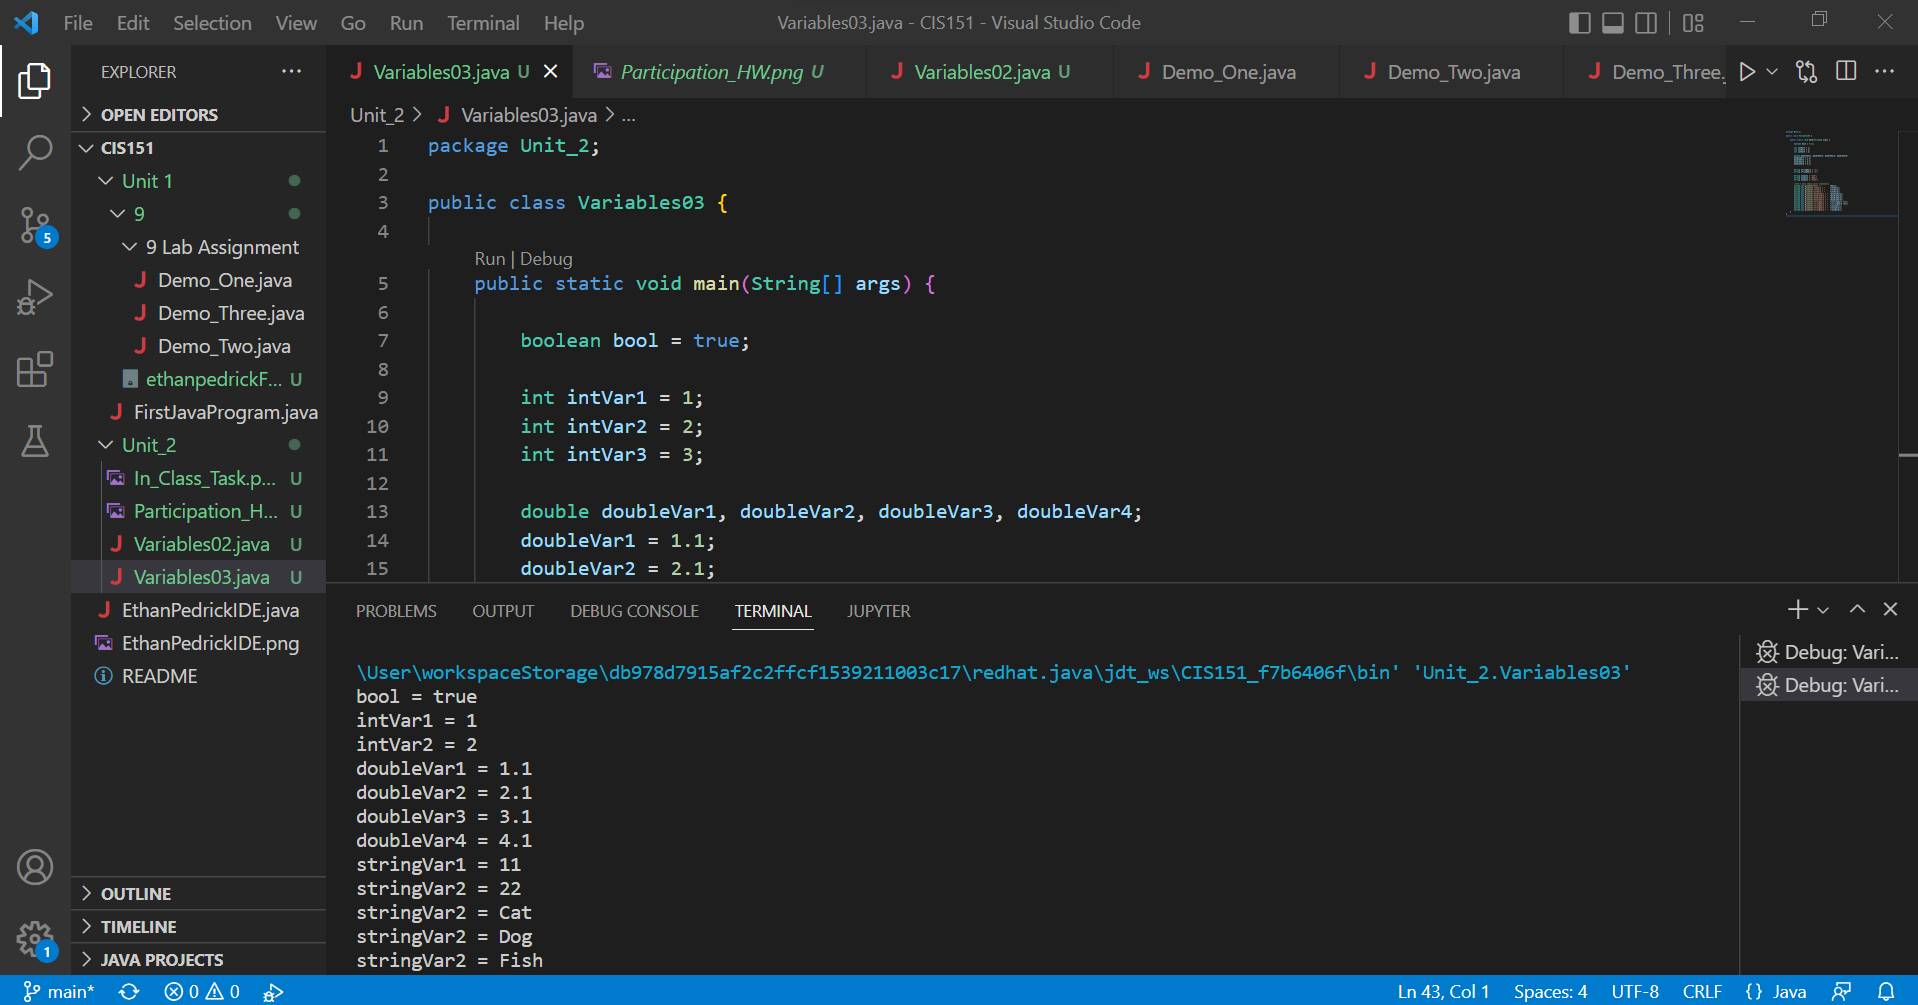 File Edit Selection View Go Run Terminal Help
Variables03.java - CIS151 - Visual Studio Code
EXPLORER
OPEN EDITORS
CIS151
Unit 1
9
9 Lab Assignment
Demo_One.java
Demo_Three.java
Demo_Two.java
ethanpedrickF... U
FirstJavaProgram.java
Unit_2
In_Class_Task.p... U
Participation_H... U
Variables02.java U
Variables03.java U
EthanPedrickIDE.java
EthanPedrickIDE.png
README
OUTLINE
TIMELINE
JAVA PROJECTS
5
1
Variables03.java U
Participation_HW.png U
Variables02.java U
Demo_One.java
Demo_Two.java
Demo_Three.
Unit_2 > Variables03.java > ...
1 package Unit_2;
2
3 public class Variables03 {
4
Run | Debug
5 public static void main(String[] args) {
6
7 boolean bool = true;
8
9 int intVar1 = 1;
10 int intVar2 = 2;
11 int intVar3 = 3;
12
13 double doubleVar1, doubleVar2, doubleVar3, doubleVar4;
14 doubleVar1 = 1.1;
15 doubleVar2 = 2.1;
PROBLEMS OUTPUT DEBUG CONSOLE TERMINAL JUPYTER
\User\workspaceStorage\db978d7915af2c2ffcf1539211003c17\redhat.java\jdt_ws\CIS151_f7b6406f\bin' 'Unit_2.Variables03'
bool = true
intVar1 = 1
intVar2 = 2
doubleVar1 = 1.1
doubleVar2 = 2.1
doubleVar3 = 3.1
doubleVar4 = 4.1
stringVar1 = 11
stringVar2 = 22
stringVar2 = Cat
stringVar2 = Dog
stringVar2 = Fish
Debug: Vari...
Debug: Vari...
main* 0 0
Ln 43, Col 1 Spaces: 4 UTF-8 CRLF {} Java